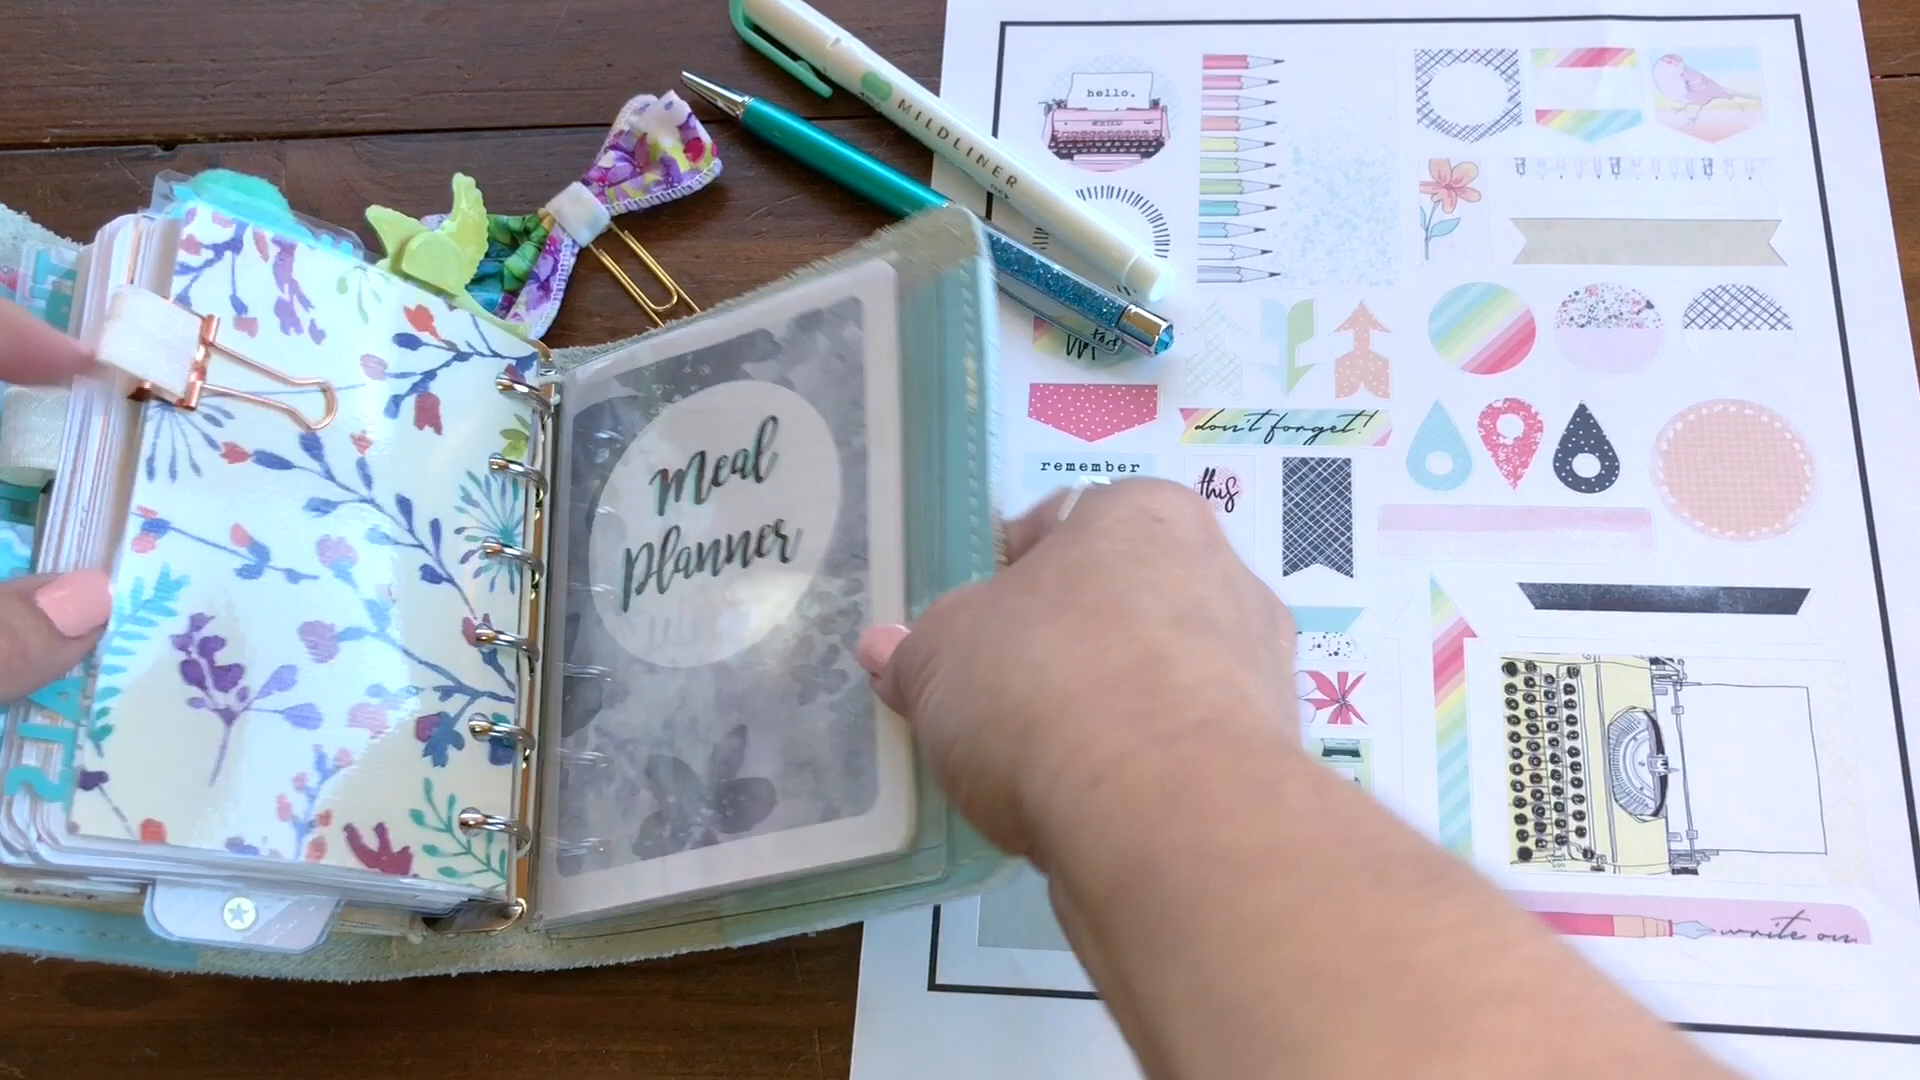 Meal
Planner
MILDLINER
hello.
don't forget!
remember
this
write on